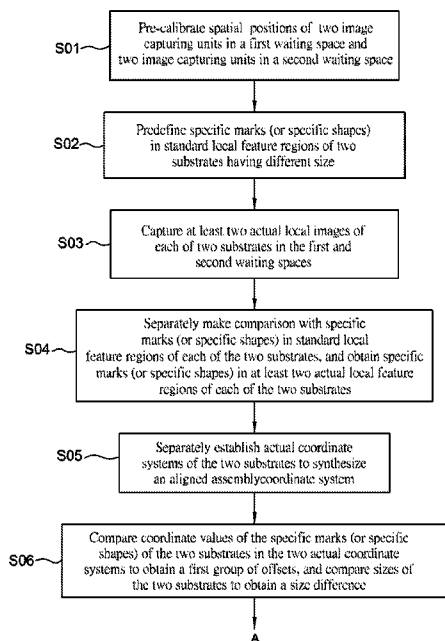 S01
Pre-calibrate spatial positions of two image
capturing units in a first waiting space and
two image capturing units in a second waiting space
S02
Predefine specific marks (or specific shapes)
in standard local feature regions of two
substrates having different size
S03
Capture at least two actual local images of
each of two substrates in the first and
second waiting spaces
S04
Separately make comparison with specific
marks (or specific shapes) in standard local
feature regions of each of the two substrates, and obtain specific
marks (or specific shapes) in at least two actual local feature
regions of each of the two substrates
S05
Separately establish actual coordinate
systems of the two substrates to synthesize
an aligned assemblycoordinate system
S06
Compare coordinate values of the specific marks (or specific
shapes) of the two substrates in the two actual coordinate
systems to obtain a first group of offsets, and compare sizes
of the two substrates to obtain a size difference
A